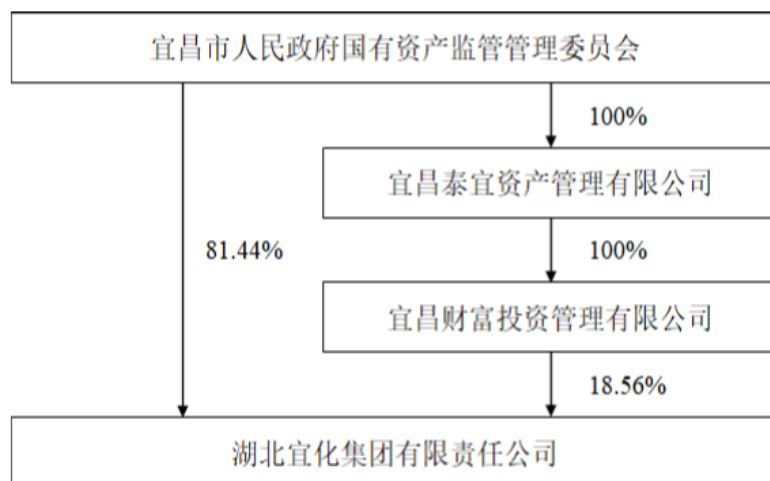 宜昌市人民政府国有资产监管管理委员会
100%
宜昌泰宜资产管理有限公司
81.44%
100%
宜昌财富投资管理有限公司
18.56%
湖北宜化集团有限责任公司